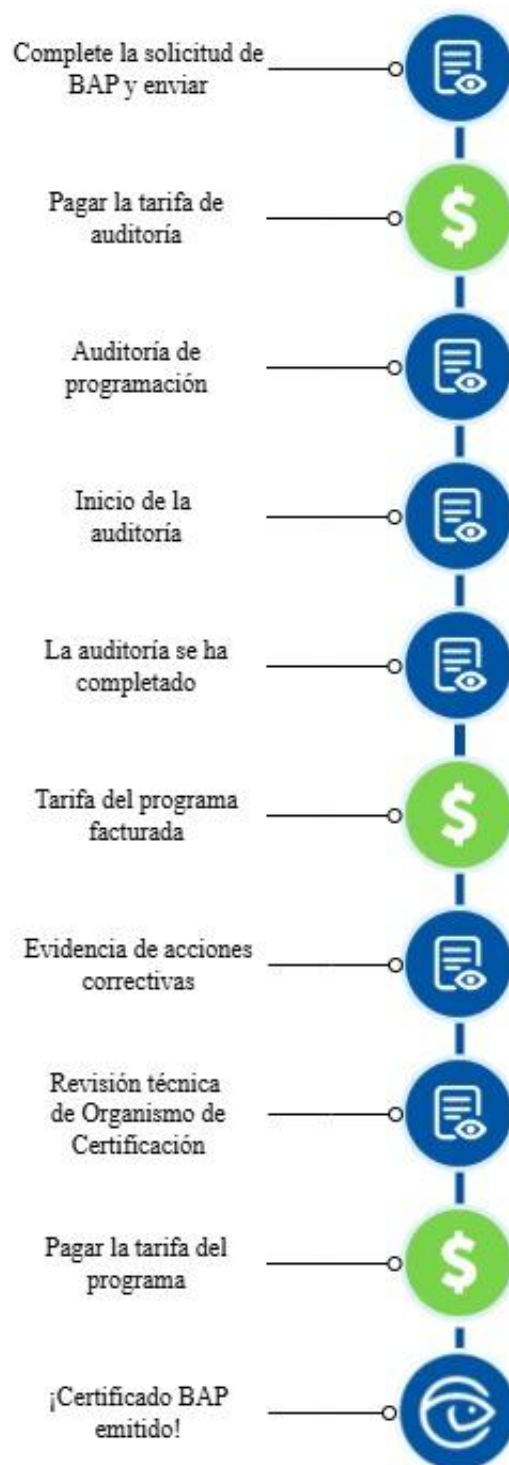 Complete la solicitud de
BAP y enviar
$
Pagar la tarifa de
auditoría
Auditoría de
programación
Inicio de la
auditoría
La auditoría se ha
completado
$
Tarifa del programa
facturada
Evidencia de acciones
correctivas
Revisión técnica
de Organismo de
Certificación
$
Pagar la tarifa del
programa
¡Certificado BAP
emitido!